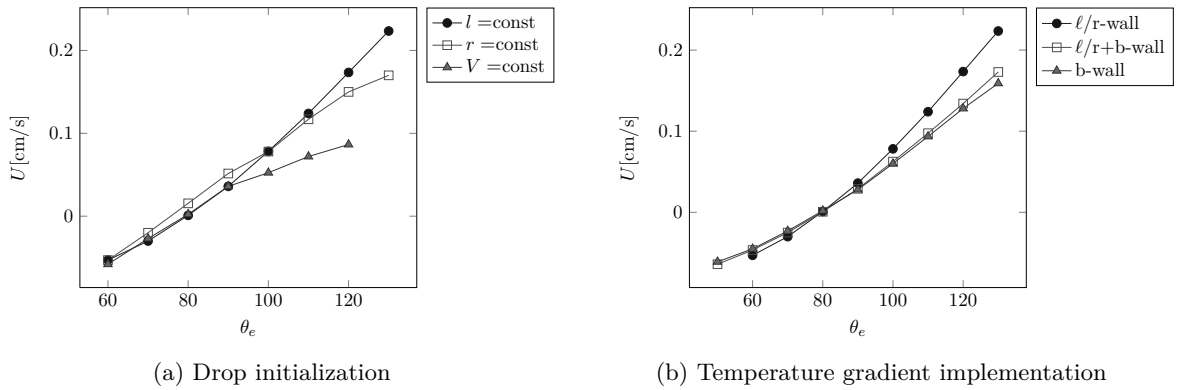 0.2
0.1
0
U[cm/s]
60 80 100 120
θe
l =const
r =const
V =const
(a) Drop initialization
0.2
0.1
0
U[cm/s]
60 80 100 120
θe
ℓ/r-wall
ℓ/r+b-wall
b-wall
(b) Temperature gradient implementation